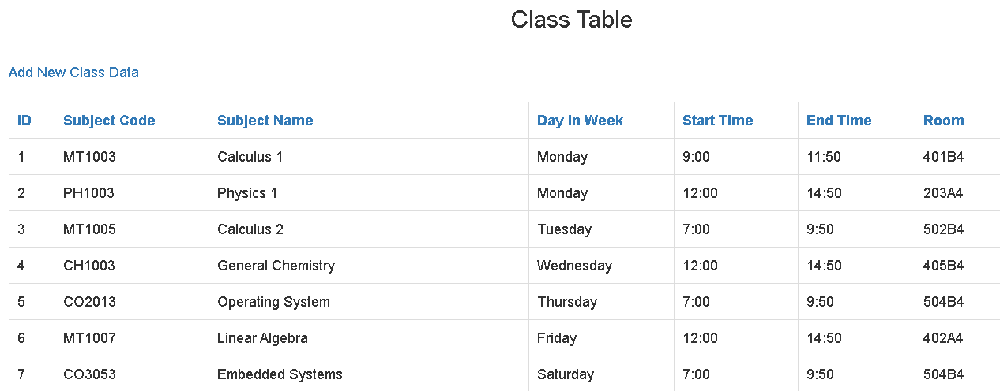 Class Table
Add New Class Data
ID Subject Code Subject Name Day in Week Start Time End Time Room
1 MT1003 Calculus 1 Monday 9:00 11:50 401B4
2 PH1003 Physics 1 Monday 12:00 14:50 203A4
3 MT1005 Calculus 2 Tuesday 7:00 9:50 502B4
4 CH1003 General Chemistry Wednesday 12:00 14:50 405B4
5 CO2013 Operating System Thursday 7:00 9:50 504B4
6 MT1007 Linear Algebra Friday 12:00 14:50 402A4
7 CO3053 Embedded Systems Saturday 7:00 9:50 504B4